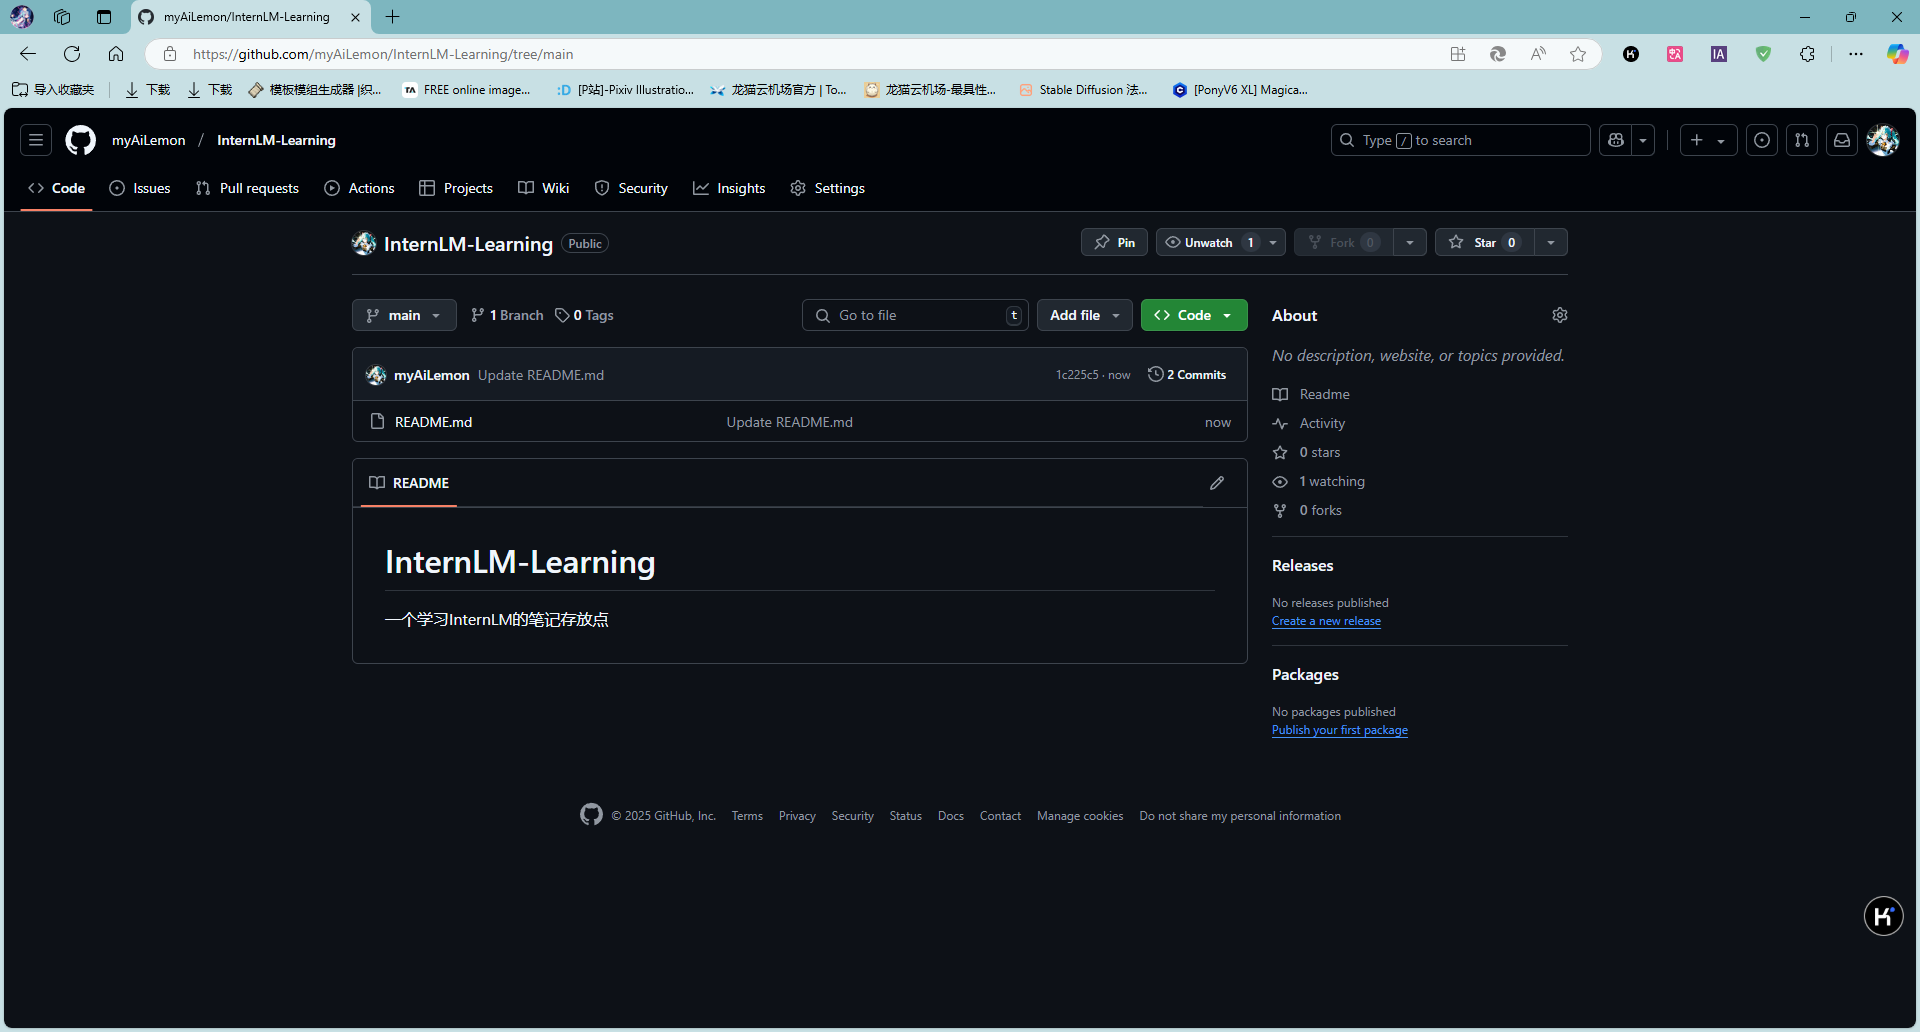 myAiLemon/InternLM-Learning
https://github.com/myAiLemon/InternLM-Learning/tree/main
导入收藏夹 下载 下载 模板模组生成器 |织... FREE online image... [P站]-Pixiv Illustratio... 龙猫云机场官方 | To... 龙猫云机场-最具性... Stable Diffusion 法... [PonyV6 XL] Magica...
myAiLemon / InternLM-Learning Type / to search
Code Issues Pull requests Actions Projects Wiki Security Insights Settings
InternLM-Learning Public Pin Unwatch 1 Fork 0 Star 0
main 1 Branch 0 Tags Go to file t Add file Code
About
No description, website, or topics provided.
myAiLemon Update README.md 1c225c5 · now 2 Commits
README.md Update README.md now
Readme
Activity
0 stars
1 watching
0 forks
README
InternLM-Learning
一个学习InternLM的笔记存放点
Releases
No releases published
Create a new release
Packages
No packages published
Publish your first package
© 2025 GitHub, Inc. Terms Privacy Security Status Docs Contact Manage cookies Do not share my personal information